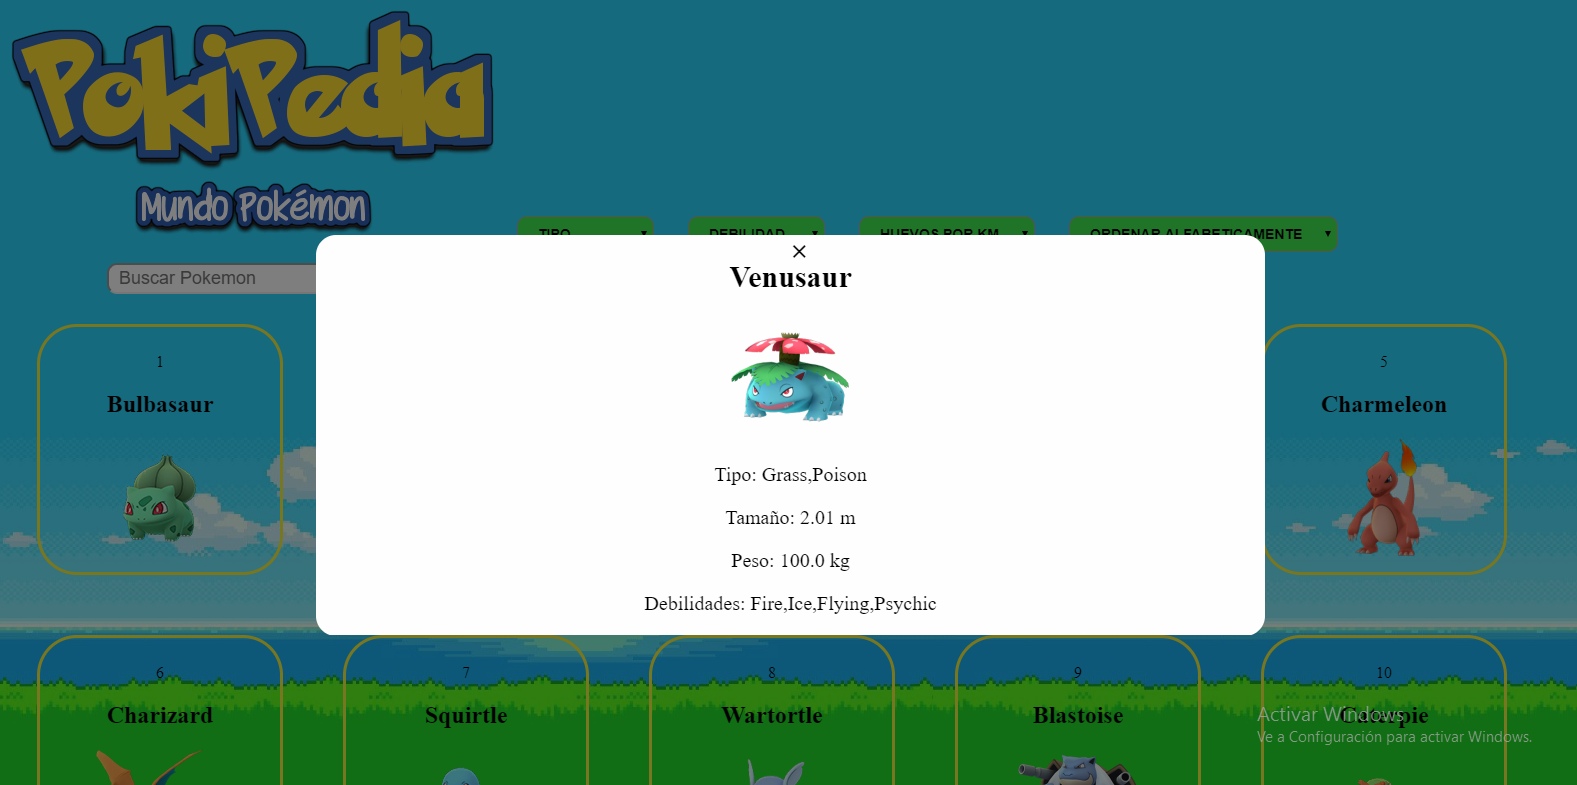 PokiPedia
Mundo Pokémon
TIPO
DEBILIDAD
HUEVOS POR KM
ORDENAR ALFABETICAMENTE
Buscar Pokemon
Venusaur
Tipo: Grass,Poison
Tamaño: 2.01 m
Peso: 100.0 kg
Debilidades: Fire,Ice,Flying,Psychic
1
Bulbasaur
5
Charmeleon
6
Charizard
7
Squirtle
8
Wartortle
9
Blastoise
10
Caterpie
Activar Windows
Ve a Configuración para activar Windows.